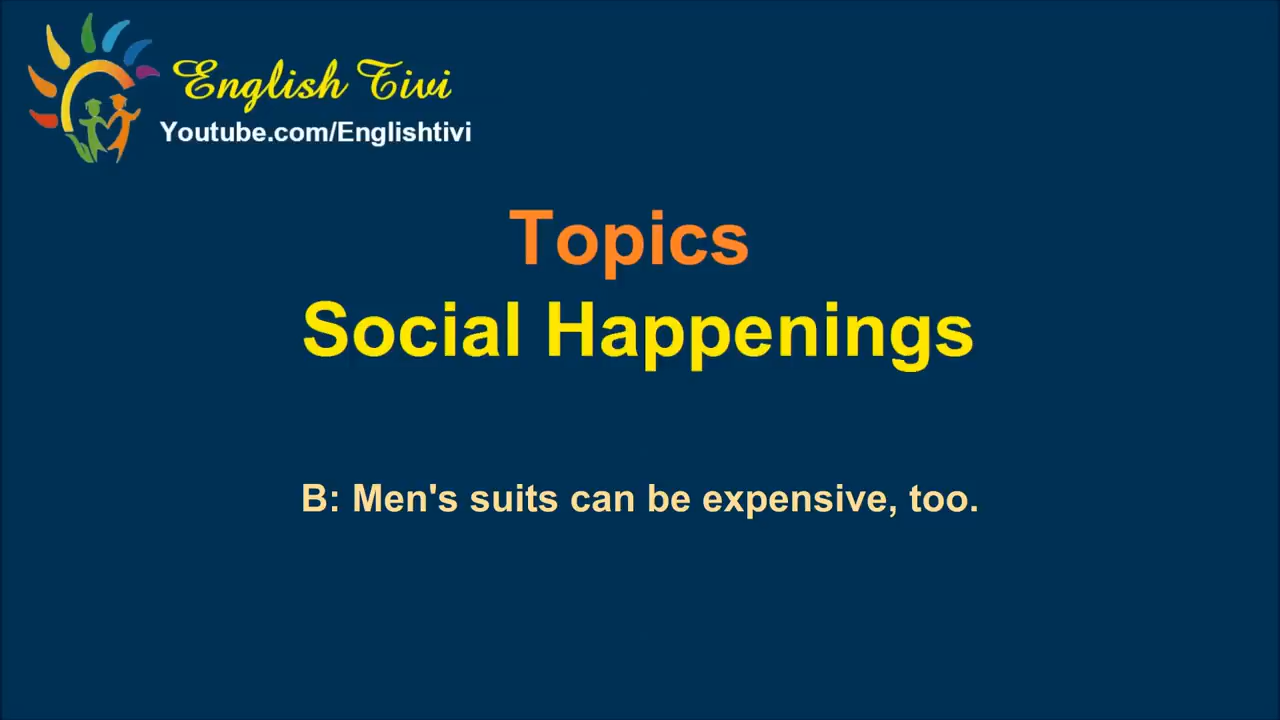 English Tivi
Youtube.com/Englishtivi
Topics
Social Happenings
B: Men's suits can be expensive, too.